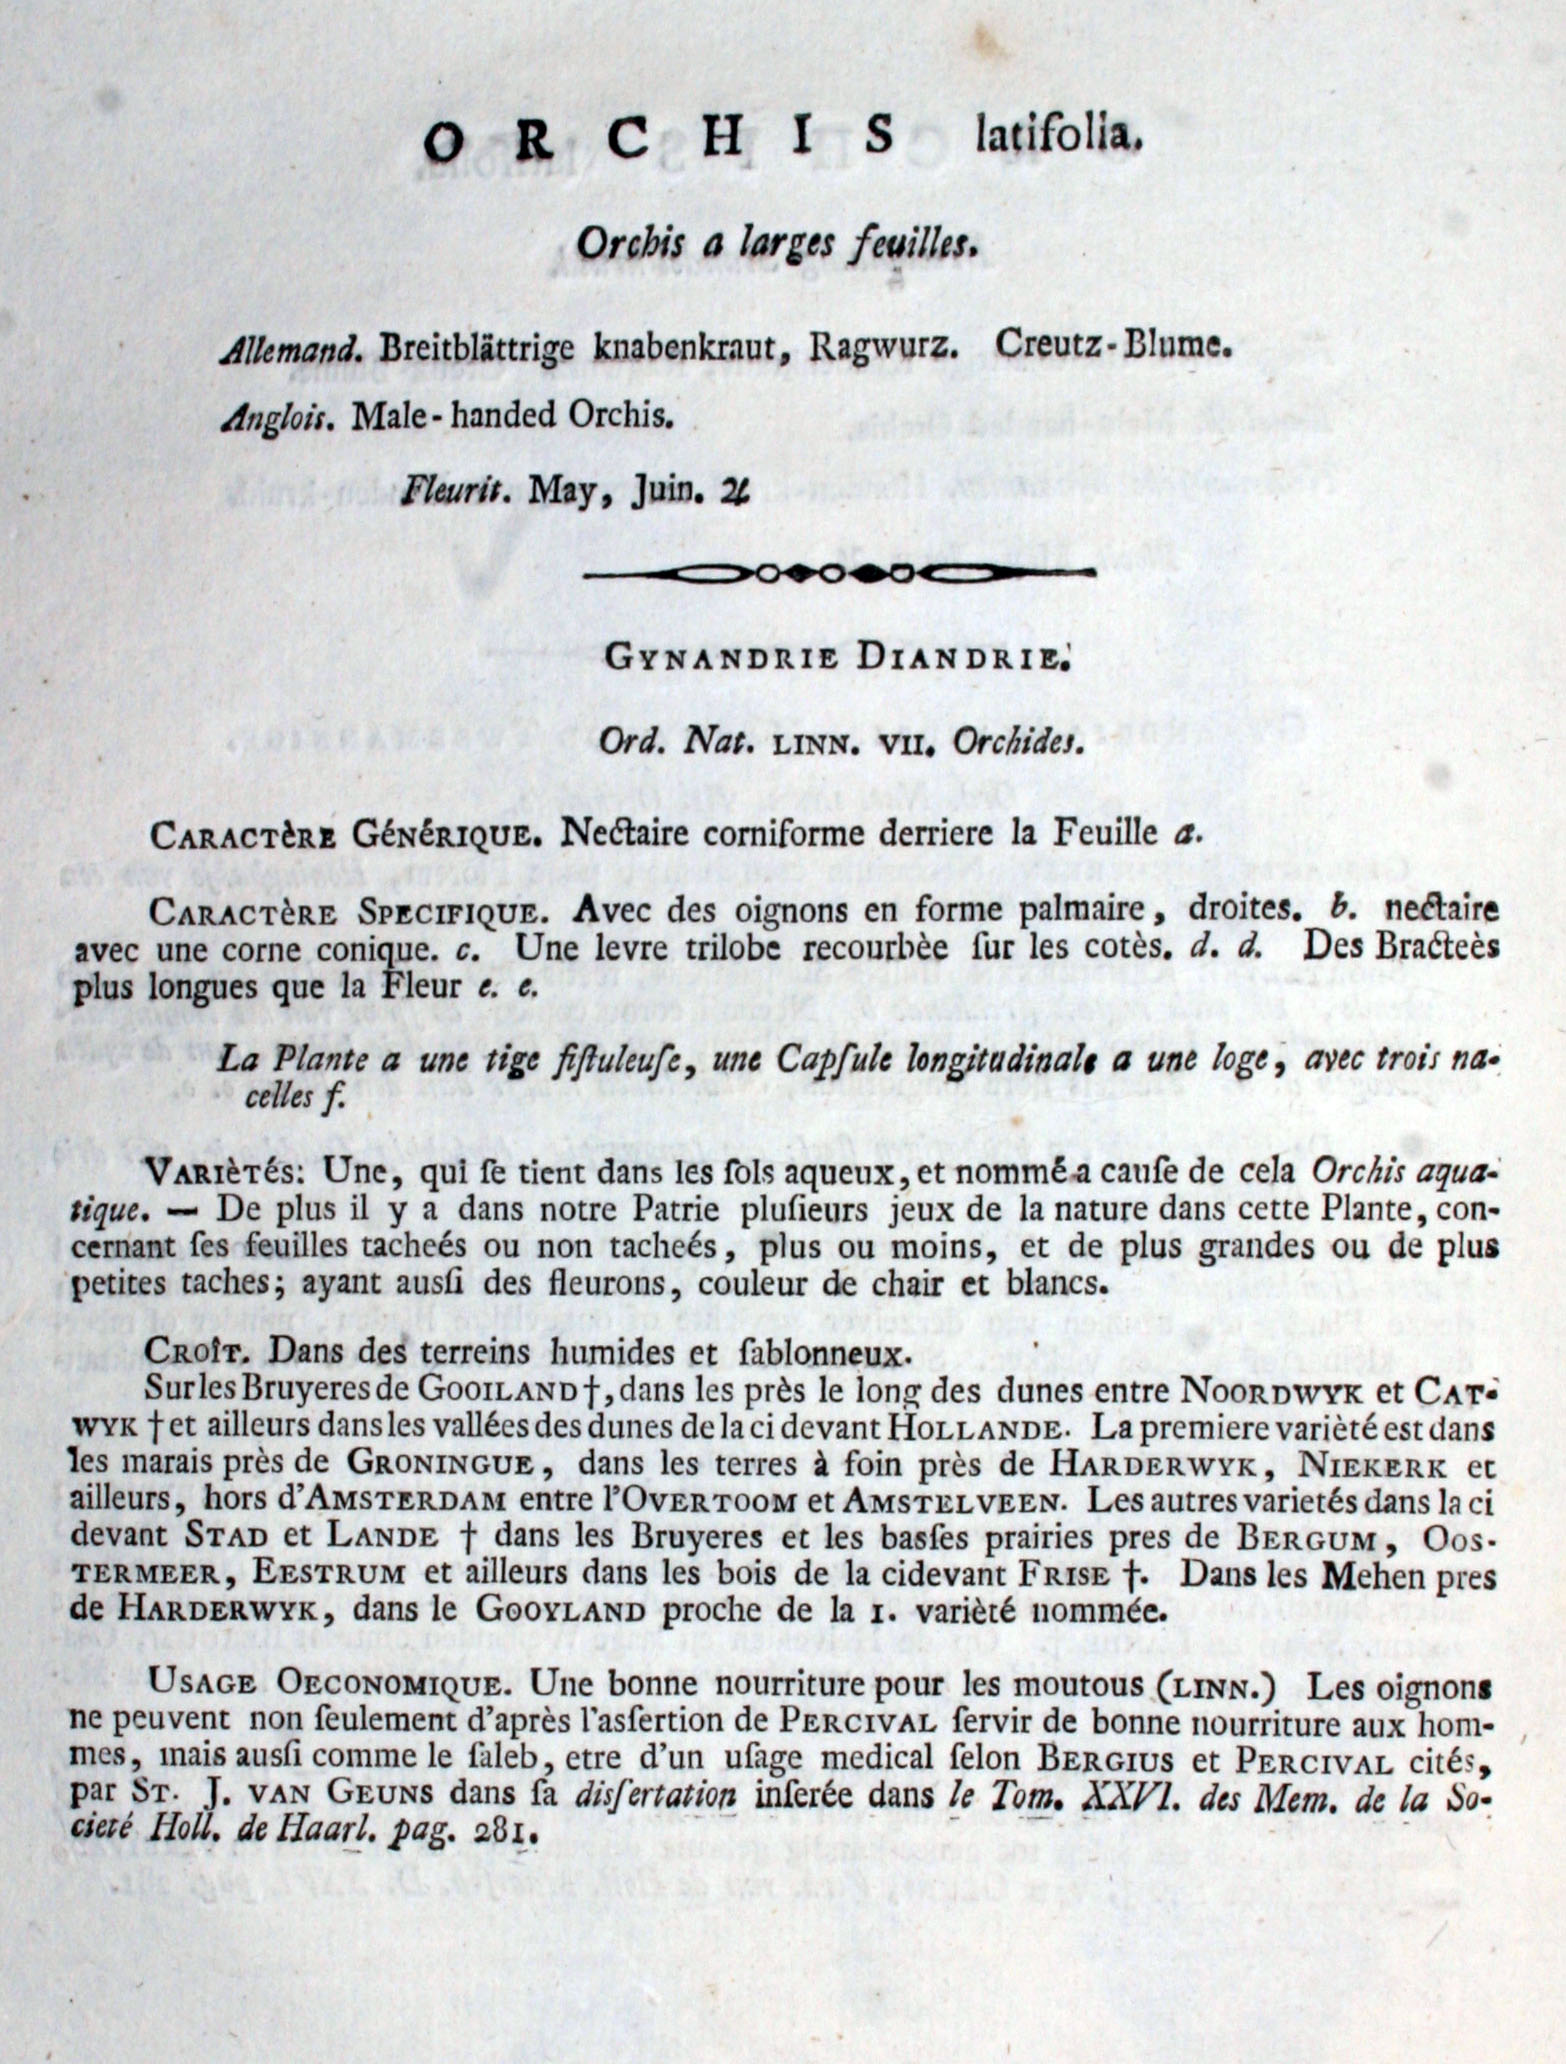 ORCHIS latifolia.
Orchis a larges feuilles.
Allemand. Breitblättrige knabenkraut, Ragwurz. Creutz-Blume.
Anglois. Male-handed Orchis.
Fleurit. May, Juin. ♃
GYNANDRIE DIANDRIE.
Ord. Nat. LINN. VII. Orchides.
CARACTèRE GéNéRIQUE. Nectaire corniforme derriere la Feuille a.
CARACTèRE SPECIFIQUE. Avec des oignons en forme palmaire, droites. b. nectaire
avec une corne conique. c. Une levre trilobe recourbèe ſur les cotès. d. d. Des Bracteès
plus longues que la Fleur e. e.
La Plante a une tige fiſtuleuſe, une Capſule longitudinale a une loge, avec trois na-
celles f.
VARIèTéS: Une, qui ſe tient dans les ſols aqueux, et nommé a cauſe de cela Orchis aqua-
tique. — De plus il y a dans notre Patrie pluſieurs jeux de la nature dans cette Plante, con-
cernant ſes feuilles tacheés ou non tacheés, plus ou moins, et de plus grandes ou de plus
petites taches; ayant ausſi des fleurons, couleur de chair et blancs.
CROîT. Dans des terreins humides et ſablonneux.
Sur les Bruyeres de GOOILAND †, dans les près le long des dunes entre NOORDWYK et CAT-
WYK † et ailleurs dans les vallées des dunes de la ci devant HOLLANDE. La premiere varièté est dans
les marais près de GRONINGUE, dans les terres à foin près de HARDERWYK, NIEKERK et
ailleurs, hors d'AMSTERDAM entre l'OVERTOOM et AMSTELVEEN. Les autres varietés dans la ci
devant STAD et LANDE † dans les Bruyeres et les basſes prairies pres de BERGUM, OOS-
TERMEER, EESTRUM et ailleurs dans les bois de la cidevant FRISE †. Dans les Mehen pres
de HARDERWYK, dans le GOOYLAND proche de la 1. varièté nommée.
USAGE OECONOMIQUE. Une bonne nourriture pour les moutous (LINN.) Les oignons
ne peuvent non ſeulement d'après l'asſertion de PERCIVAL ſervir de bonne nourriture aux hom-
mes, mais ausſi comme le ſaleb, etre d'un uſage medical ſelon BERGIUS et PERCIVAL cités,
par ST. J. VAN GEUNS dans ſa disſertation inſerée dans le Tom. XXVI. des Mem. de la So-
cieté Holl. de Haarl. pag. 281.